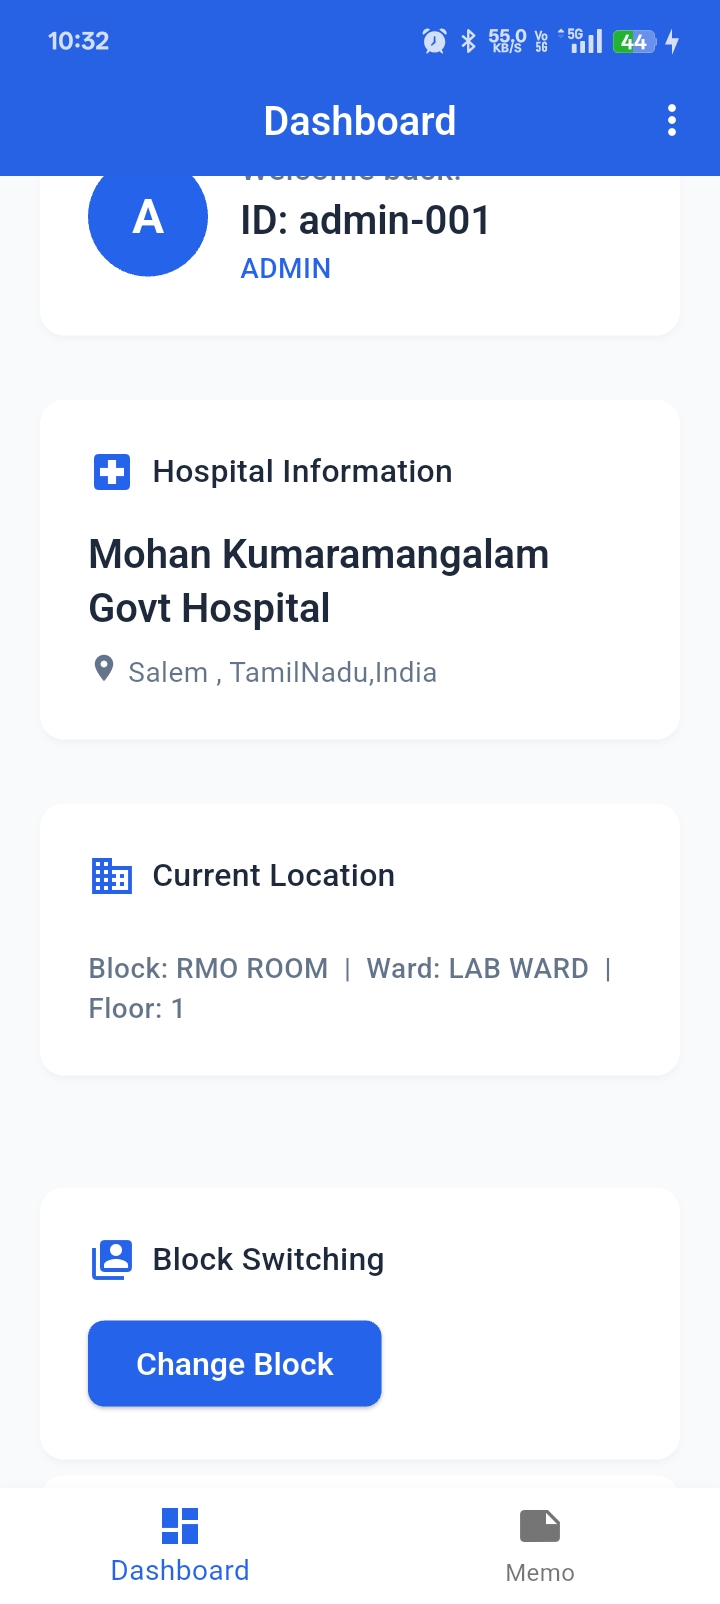 10:32
55.0 KB/S
Vo 5G
5G
44
Dashboard
Welcome back.
A
ID: admin-001
ADMIN
Hospital Information
Mohan Kumaramangalam
Govt Hospital
Salem , TamilNadu,India
Current Location
Block: RMO ROOM | Ward: LAB WARD |
Floor: 1
Block Switching
Change Block
Dashboard
Memo